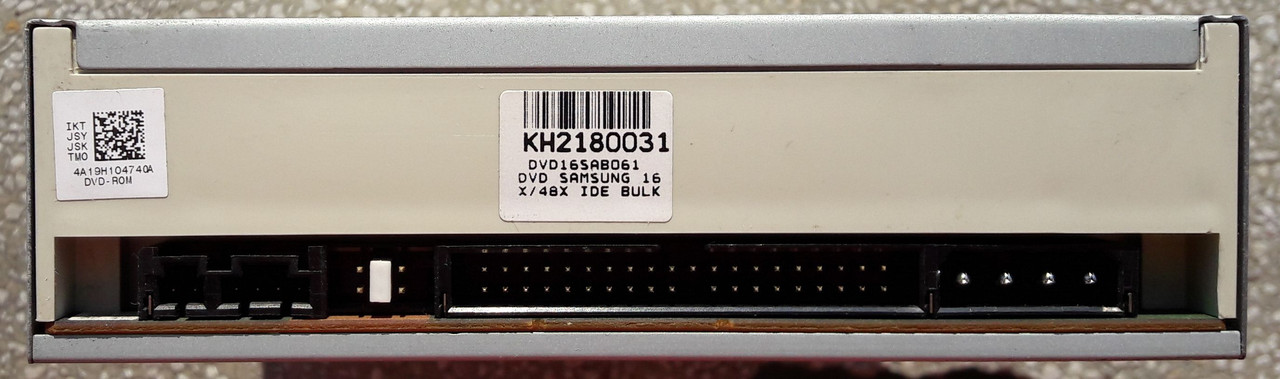 IKT
JSY
JSK
TMO
4A19H104740A
DVD-ROM
KH2180031
DVD16SAB061
DVD SAMSUNG 16
X/48X IDE BULK